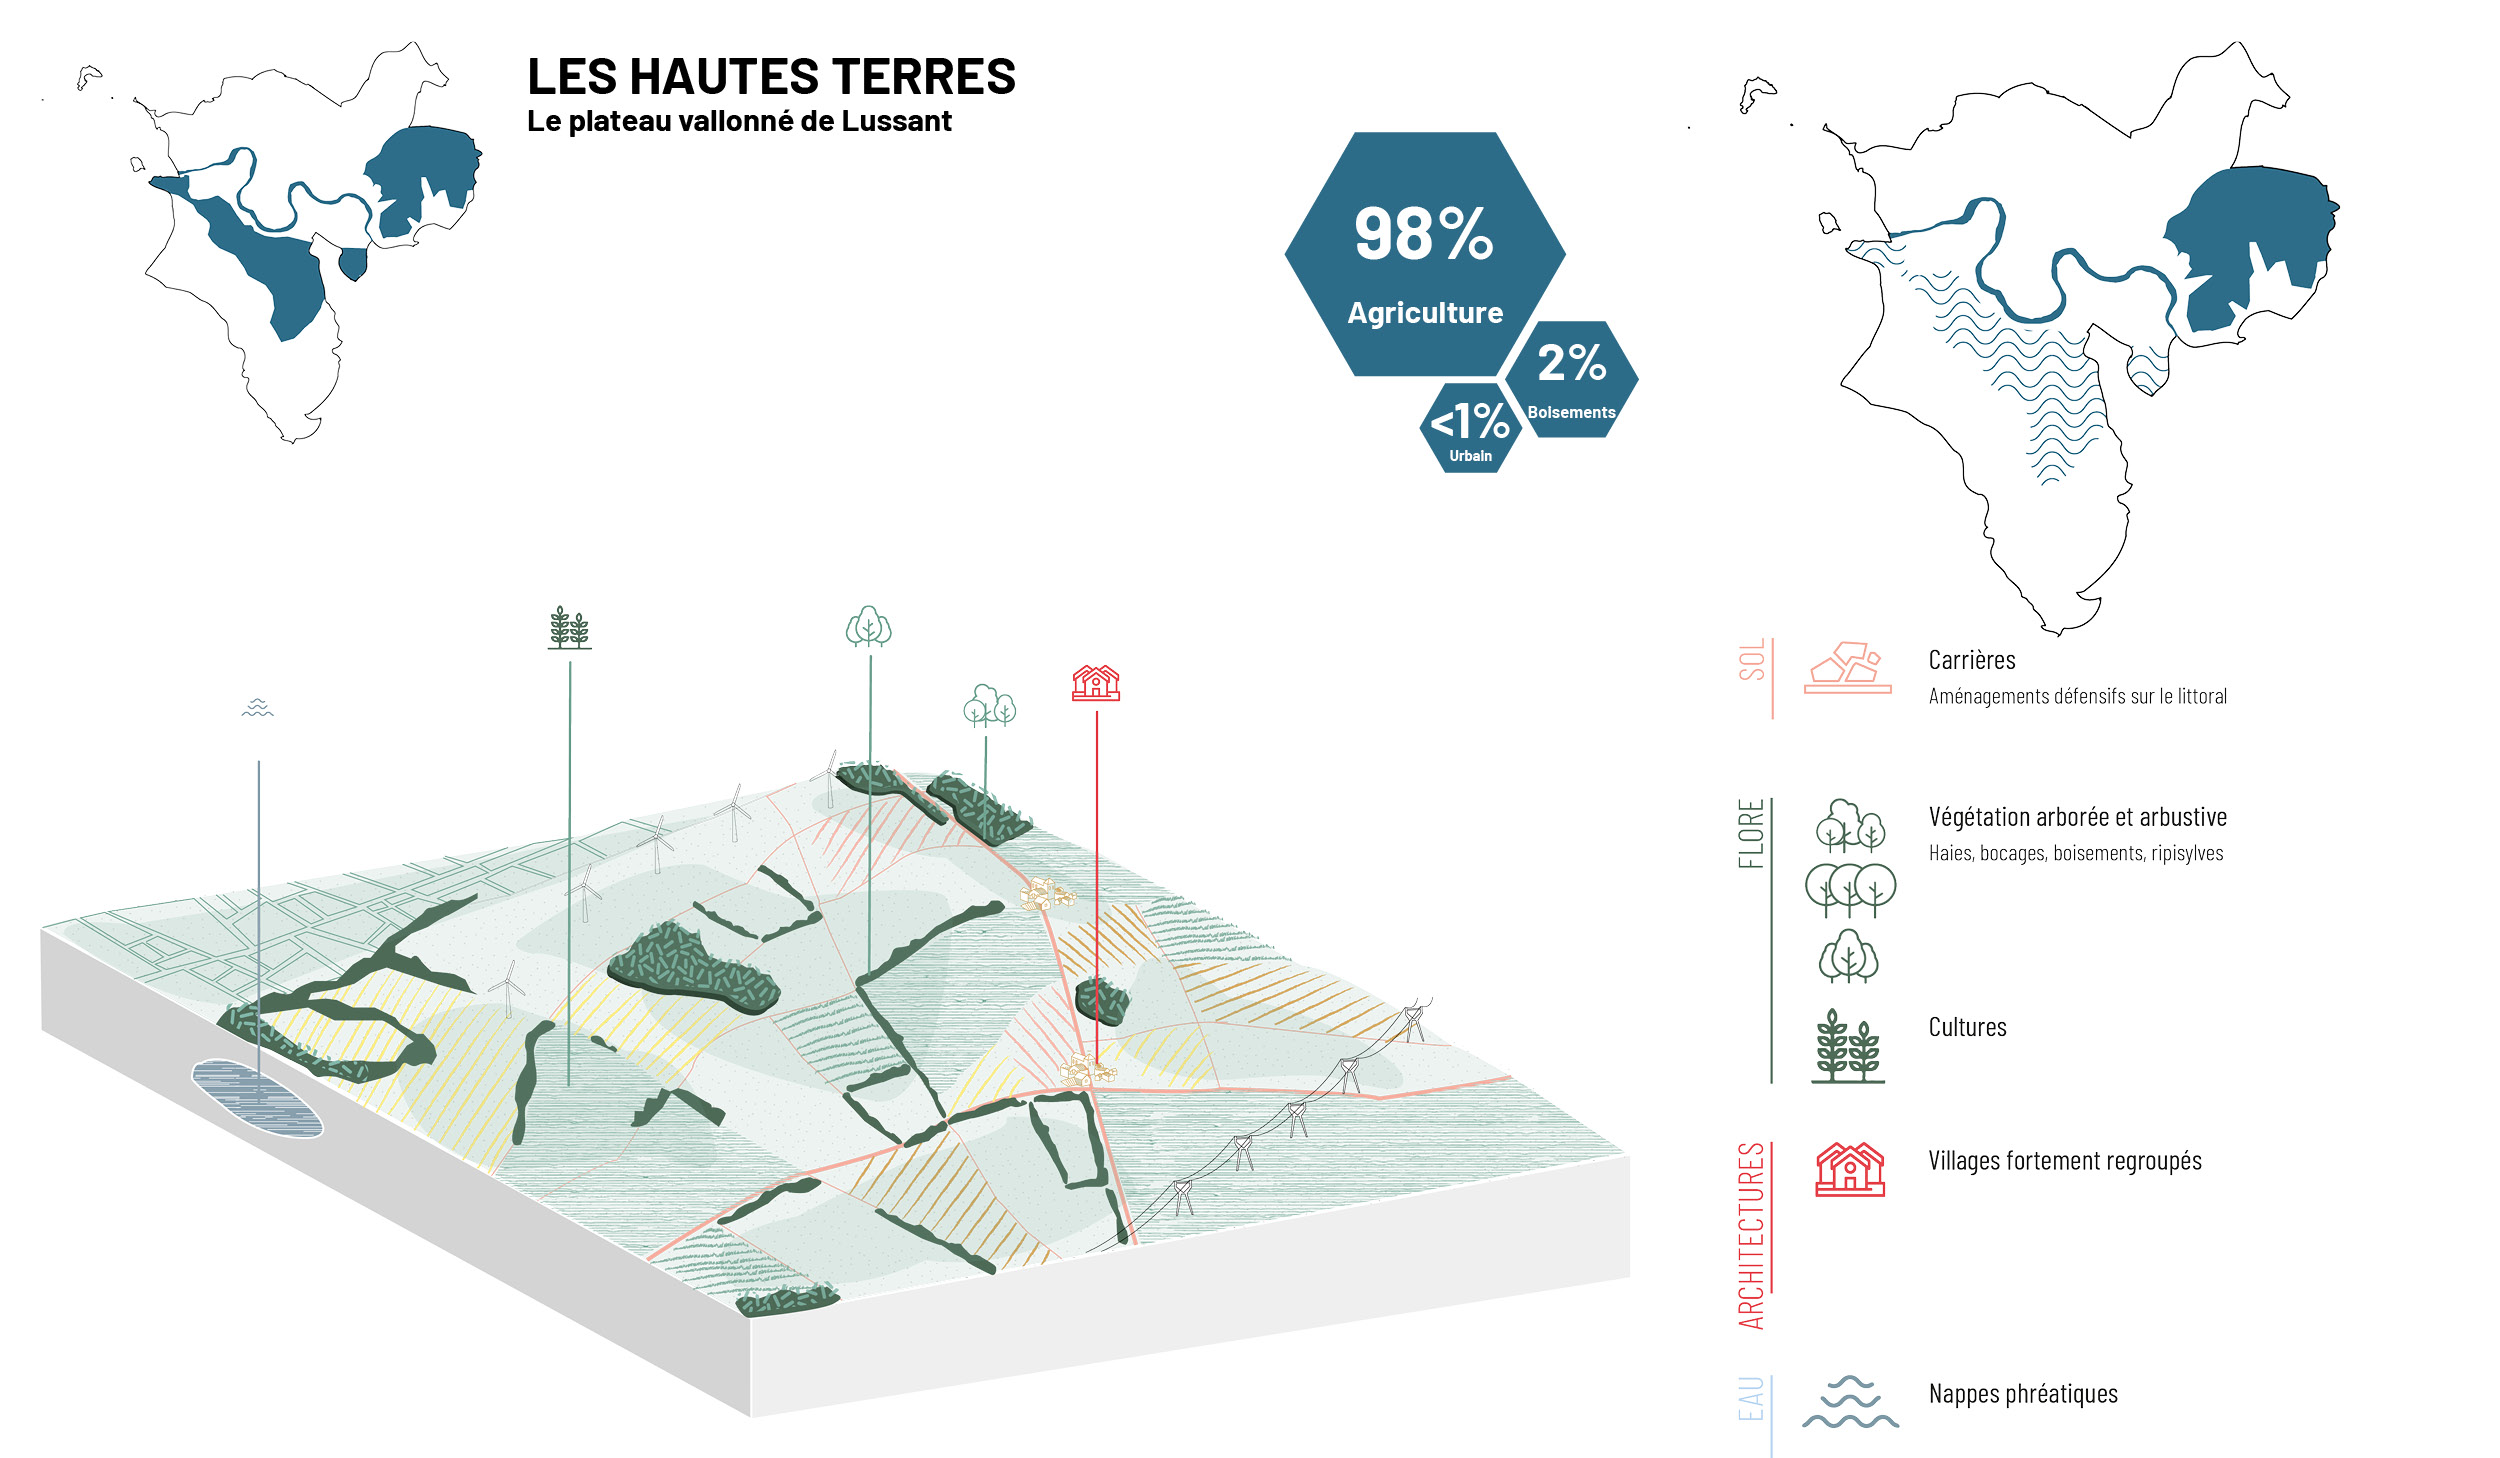 LES HAUTES TERRES
Le plateau vallonné de Lussant
98%
Agriculture
2%
Boisements
<1%
Urbain
SOL
Carrières
Aménagements défensifs sur le littoral
FLORE
Végétation arborée et arbustive
Haies, bocages, boisements, ripisylves
Cultures
ARCHITECTURES
Villages fortement regroupés
EAU
Nappes phréatiques